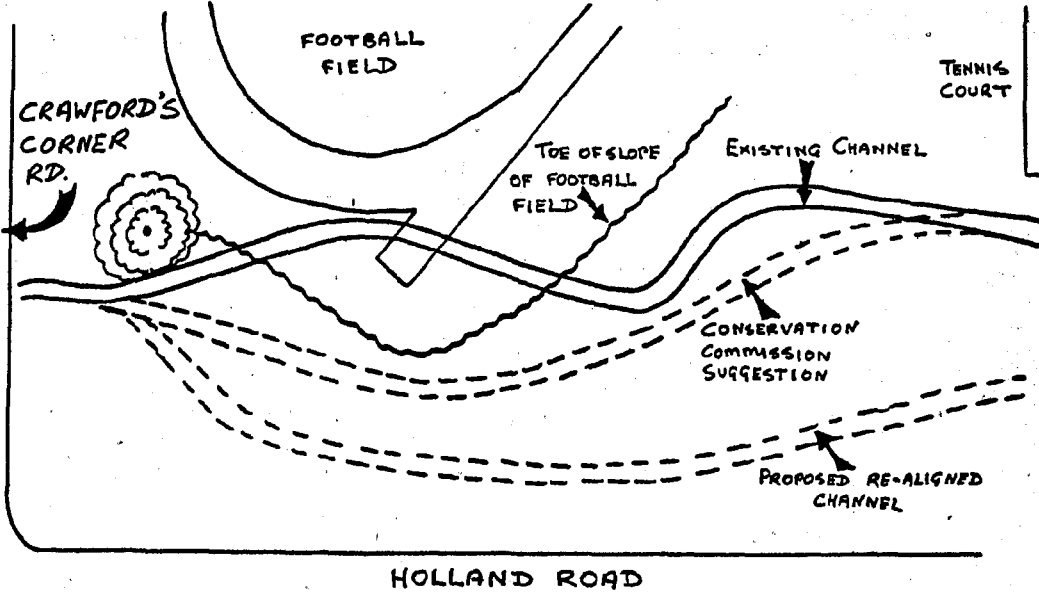 FOOTBALL
FIELD
TENNIS
COURT
CRAWFORD'S
CORNER
RD.
TOE OF SLOPE
OF FOOTBALL
FIELD
EXISTING CHANNEL
CONSERVATION
COMMISSION
SUGGESTION
PROPOSED RE-ALIGNED
CHANNEL
HOLLAND ROAD